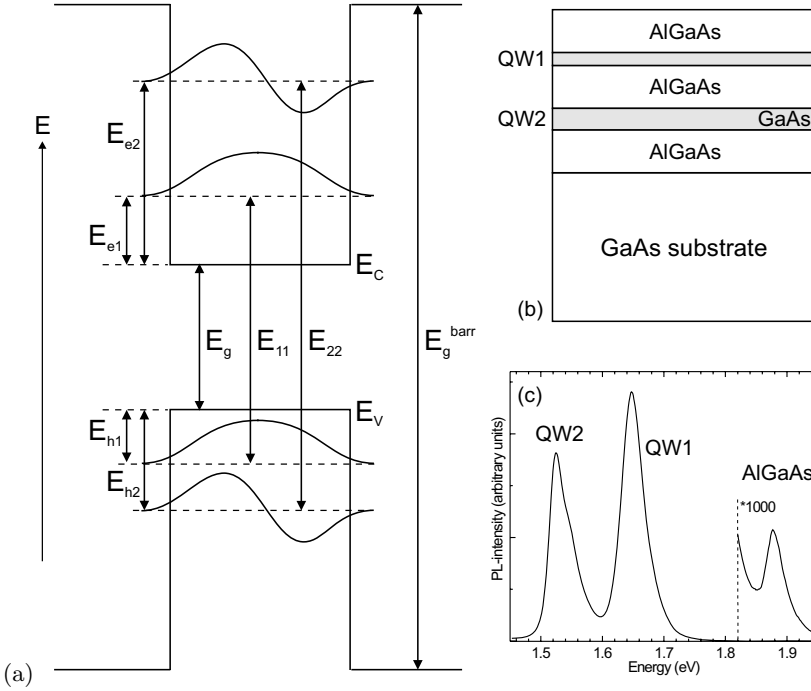 E
E_e2
E_e1
E_C
E_g
E_11
E_22
E_g^barr
E_V
E_h1
E_h2
(a)
AlGaAs
QW1
AlGaAs
QW2
GaAs
AlGaAs
GaAs substrate
(b)
(c)
QW2
QW1
AlGaAs
*1000
PL-intensity (arbitrary units)
1.5 1.6 1.7 1.8 1.9
Energy (eV)